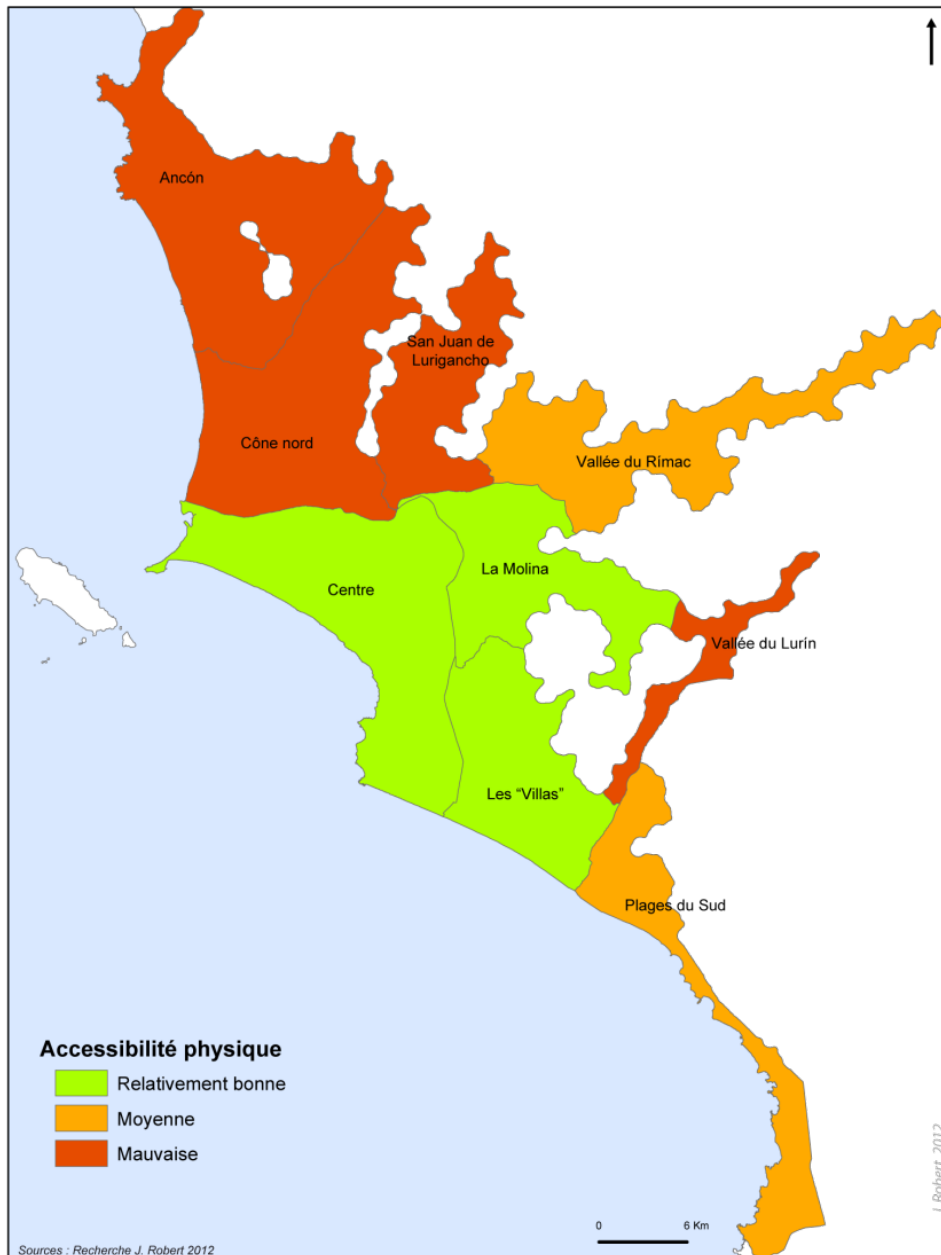 Ancón
San Juan de
Lurigancho
Cône nord
Vallée du Rímac
La Molina
Centre
Vallée du Lurín
Les “Villas”
Plages du Sud
Accessibilité physique
Relativement bonne
Moyenne
Mauvaise
0 6 Km
J. Robert, 2012
Sources : Recherche J. Robert 2012